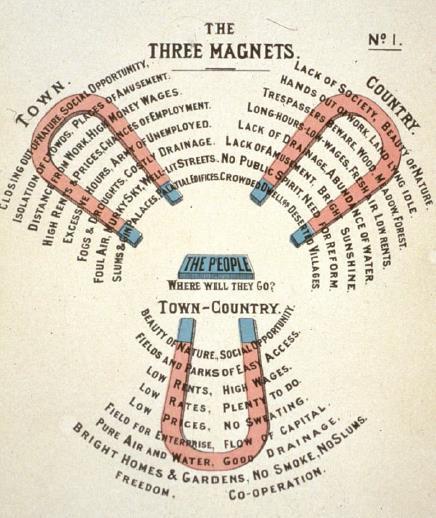 THE
THREE MAGNETS.
Nº 1.
TOWN.
CLOSING OUT OF NATURE. SOCIAL OPPORTUNITY.
ISOLATION OF CROWDS. PLACES OF AMUSEMENT.
DISTANCE FROM WORK. HIGH MONEY WAGES.
HIGH RENTS & PRICES. CHANCES OF EMPLOYMENT.
EXCESSIVE HOURS. ARMY OF UNEMPLOYED.
FOGS & DROUGHTS. COSTLY DRAINAGE.
FOUL AIR. MURKY SKY. WELL-LIT STREETS.
SLUMS & GIN PALACES. PALATIAL EDIFICES.
COUNTRY.
LACK OF SOCIETY. BEAUTY OF NATURE.
HANDS OUT OF WORK. LAND LYING IDLE.
TRESPASSERS BEWARE. WOOD, MEADOW, FOREST.
LONG HOURS-LOW WAGES. FRESH AIR. LOW RENTS.
LACK OF DRAINAGE. ABUNDANCE OF WATER.
LACK OF AMUSEMENT. BRIGHT SUNSHINE.
NO PUBLIC SPIRIT. NEED FOR REFORM.
CROWDED DWELLINGS. DESERTED VILLAGES.
THE PEOPLE
WHERE WILL THEY GO?
TOWN-COUNTRY.
BEAUTY OF NATURE, SOCIAL OPPORTUNITY.
FIELDS AND PARKS OF EASY ACCESS.
LOW RENTS, HIGH WAGES.
LOW RATES, PLENTY TO DO.
LOW PRICES, NO SWEATING.
FIELD FOR ENTERPRISE, FLOW OF CAPITAL.
PURE AIR AND WATER, GOOD DRAINAGE.
BRIGHT HOMES & GARDENS, NO SMOKE, NO SLUMS.
FREEDOM. CO-OPERATION.